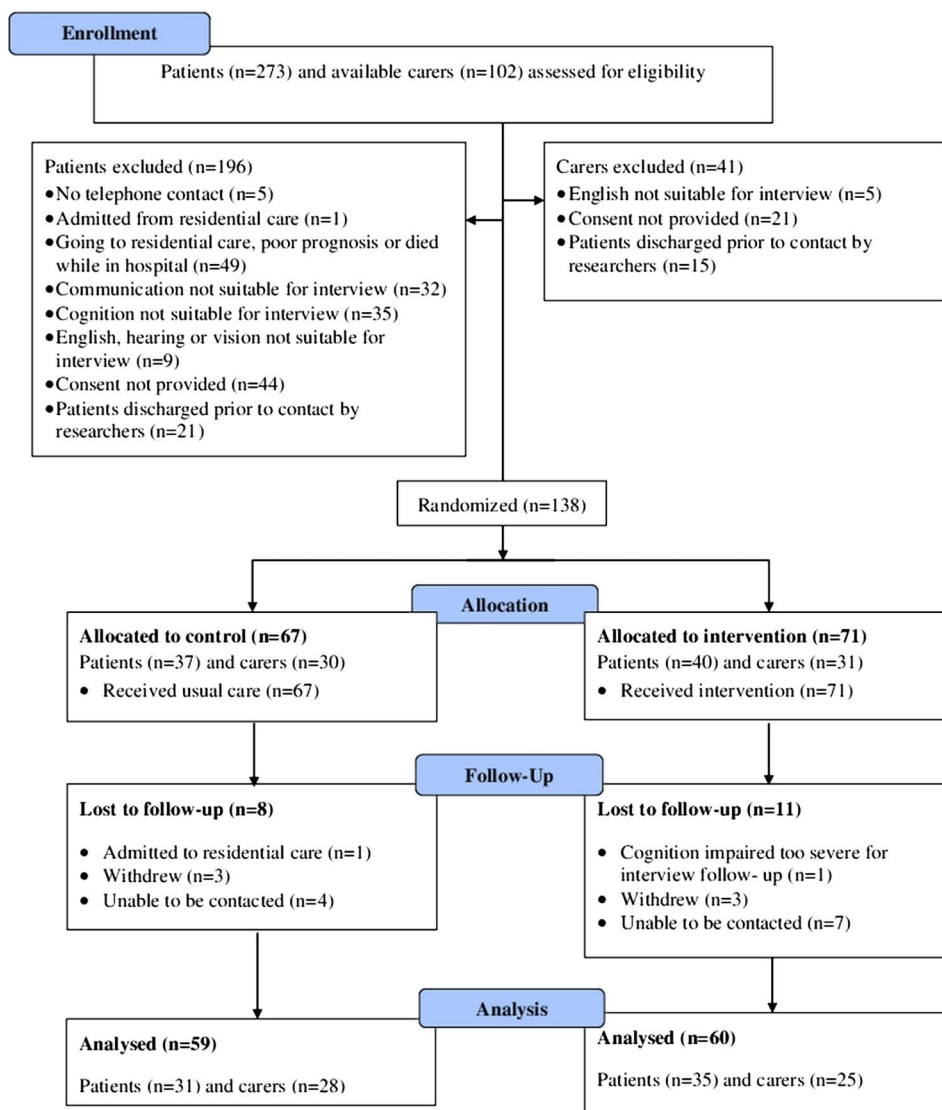 Enrollment
Patients (n=273) and available carers (n=102) assessed for eligibility
Patients excluded (n=196)
•No telephone contact (n=5)
•Admitted from residential care (n=1)
•Going to residential care, poor prognosis or died
while in hospital (n=49)
•Communication not suitable for interview (n=32)
•Cognition not suitable for interview (n=35)
•English, hearing or vision not suitable for
interview (n=9)
•Consent not provided (n=44)
•Patients discharged prior to contact by
researchers (n=21)
Carers excluded (n=41)
•English not suitable for interview (n=5)
•Consent not provided (n=21)
•Patients discharged prior to contact by
researchers (n=15)
Randomized (n=138)
Allocation
Allocated to control (n=67)
Patients (n=37) and carers (n=30)
• Received usual care (n=67)
Allocated to intervention (n=71)
Patients (n=40) and carers (n=31)
• Received intervention (n=71)
Follow-Up
Lost to follow-up (n=8)
• Admitted to residential care (n=1)
• Withdrew (n=3)
• Unable to be contacted (n=4)
Lost to follow-up (n=11)
• Cognition impaired too severe for
interview follow- up (n=1)
• Withdrew (n=3)
• Unable to be contacted (n=7)
Analysis
Analysed (n=59)
Patients (n=31) and carers (n=28)
Analysed (n=60)
Patients (n=35) and carers (n=25)